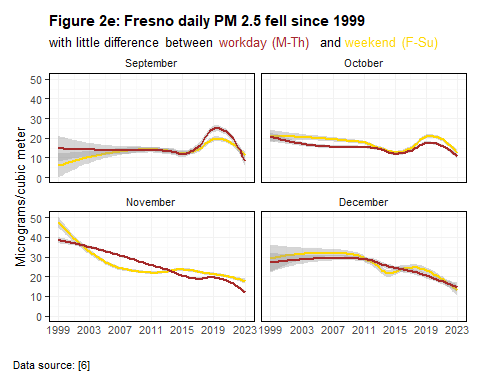 Figure 2e: Fresno daily PM 2.5 fell since 1999
with little difference between workday (M-Th) and weekend (F-Su)
September October
50
40
30
20
10
0
Micrograms/cubic meter
November December
50
40
30
20
10
0
1999 2003 2007 2011 2015 2019 2023 1999 2003 2007 2011 2015 2019 2023
Data source: [6]